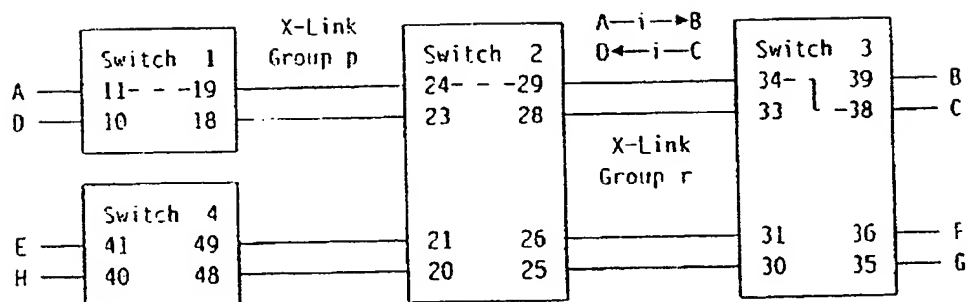 X-Link
Group p
A—i—►B
D◄—i—C
Switch 1
A 11- - -19
D 10 18
Switch 2
24- - -29
23 28
X-Link
Group r
21 26
20 25
Switch 3
34- 39 B
33 -38 C
31 36 F
30 35 G
Switch 4
E 41 49
H 40 48